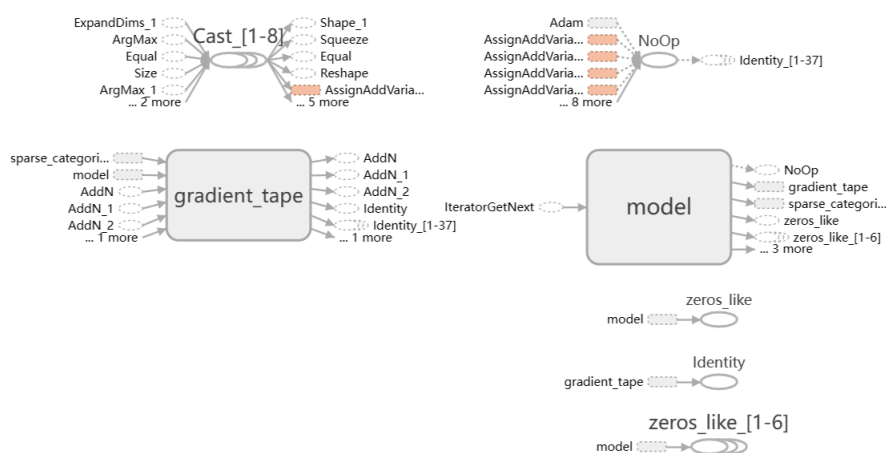 ExpandDims_1
ArgMax
Equal
Size
ArgMax_1
... 2 more
Cast_[1-8]
Shape_1
Squeeze
Equal
Reshape
AssignAddVaria...
... 5 more
Adam
AssignAddVaria...
AssignAddVaria...
AssignAddVaria...
AssignAddVaria...
... 8 more
NoOp
Identity_[1-37]
sparse_categori...
model
AddN
AddN_1
AddN_2
... 1 more
gradient_tape
AddN
AddN_1
AddN_2
Identity
Identity_[1-37]
... 1 more
IteratorGetNext
model
NoOp
gradient_tape
sparse_categori...
zeros_like
zeros_like_[1-6]
... 3 more
zeros_like
model
Identity
gradient_tape
zeros_like_[1-6]
model